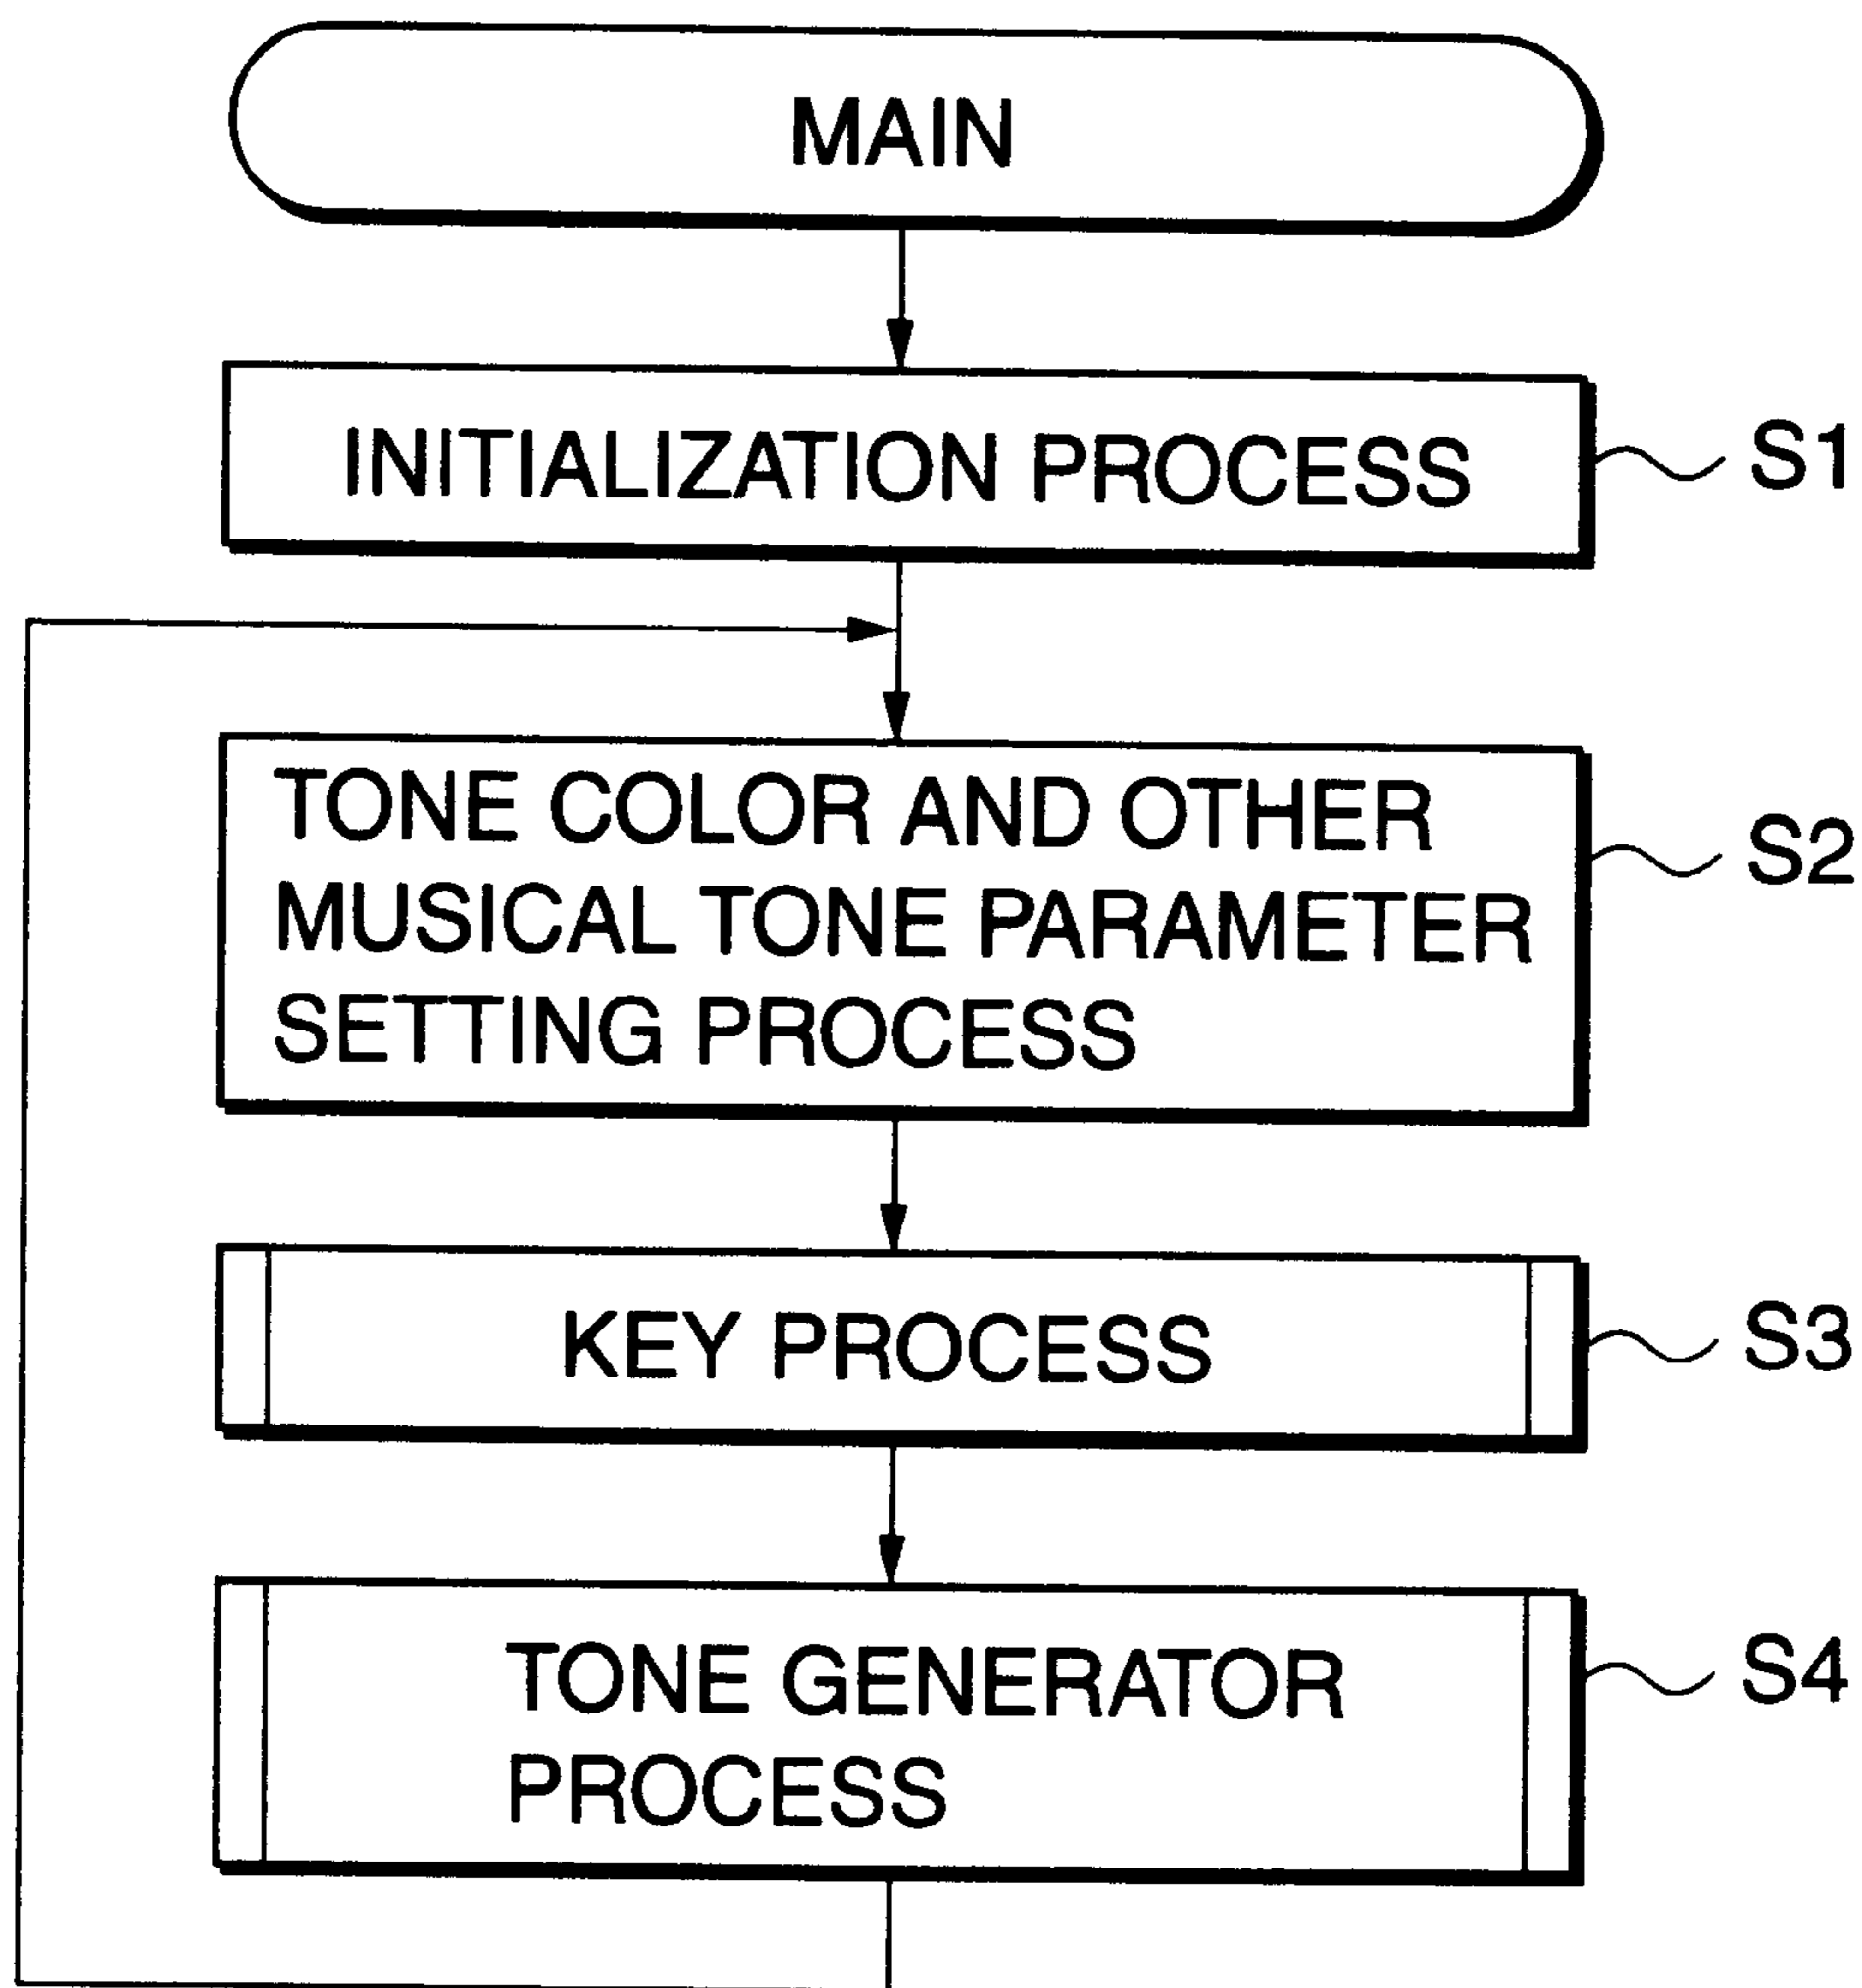 MAIN
INITIALIZATION PROCESS
S1
TONE COLOR AND OTHER
MUSICAL TONE PARAMETER
SETTING PROCESS
S2
KEY PROCESS
S3
TONE GENERATOR
PROCESS
S4